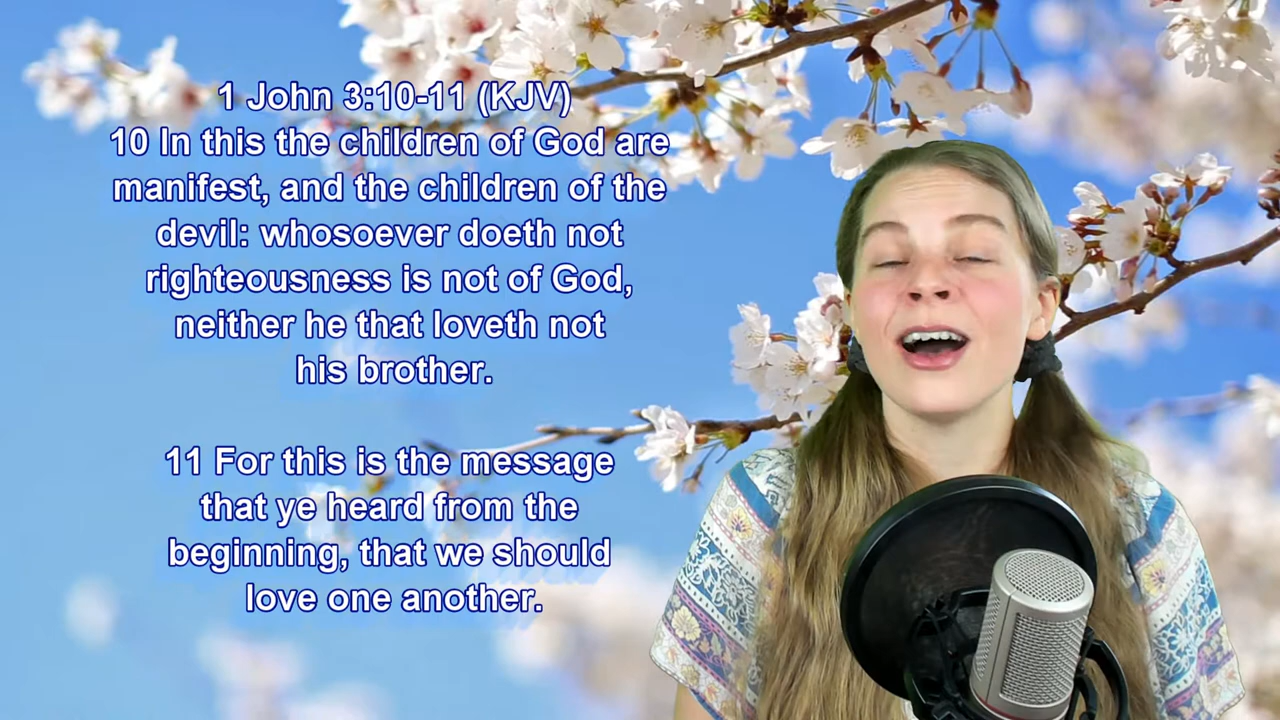 1 John 3:10-11 (KJV)
10 In this the children of God are
manifest, and the children of the
devil: whosoever doeth not
righteousness is not of God,
neither he that loveth not
his brother.
11 For this is the message
that ye heard from the
beginning, that we should
love one another.